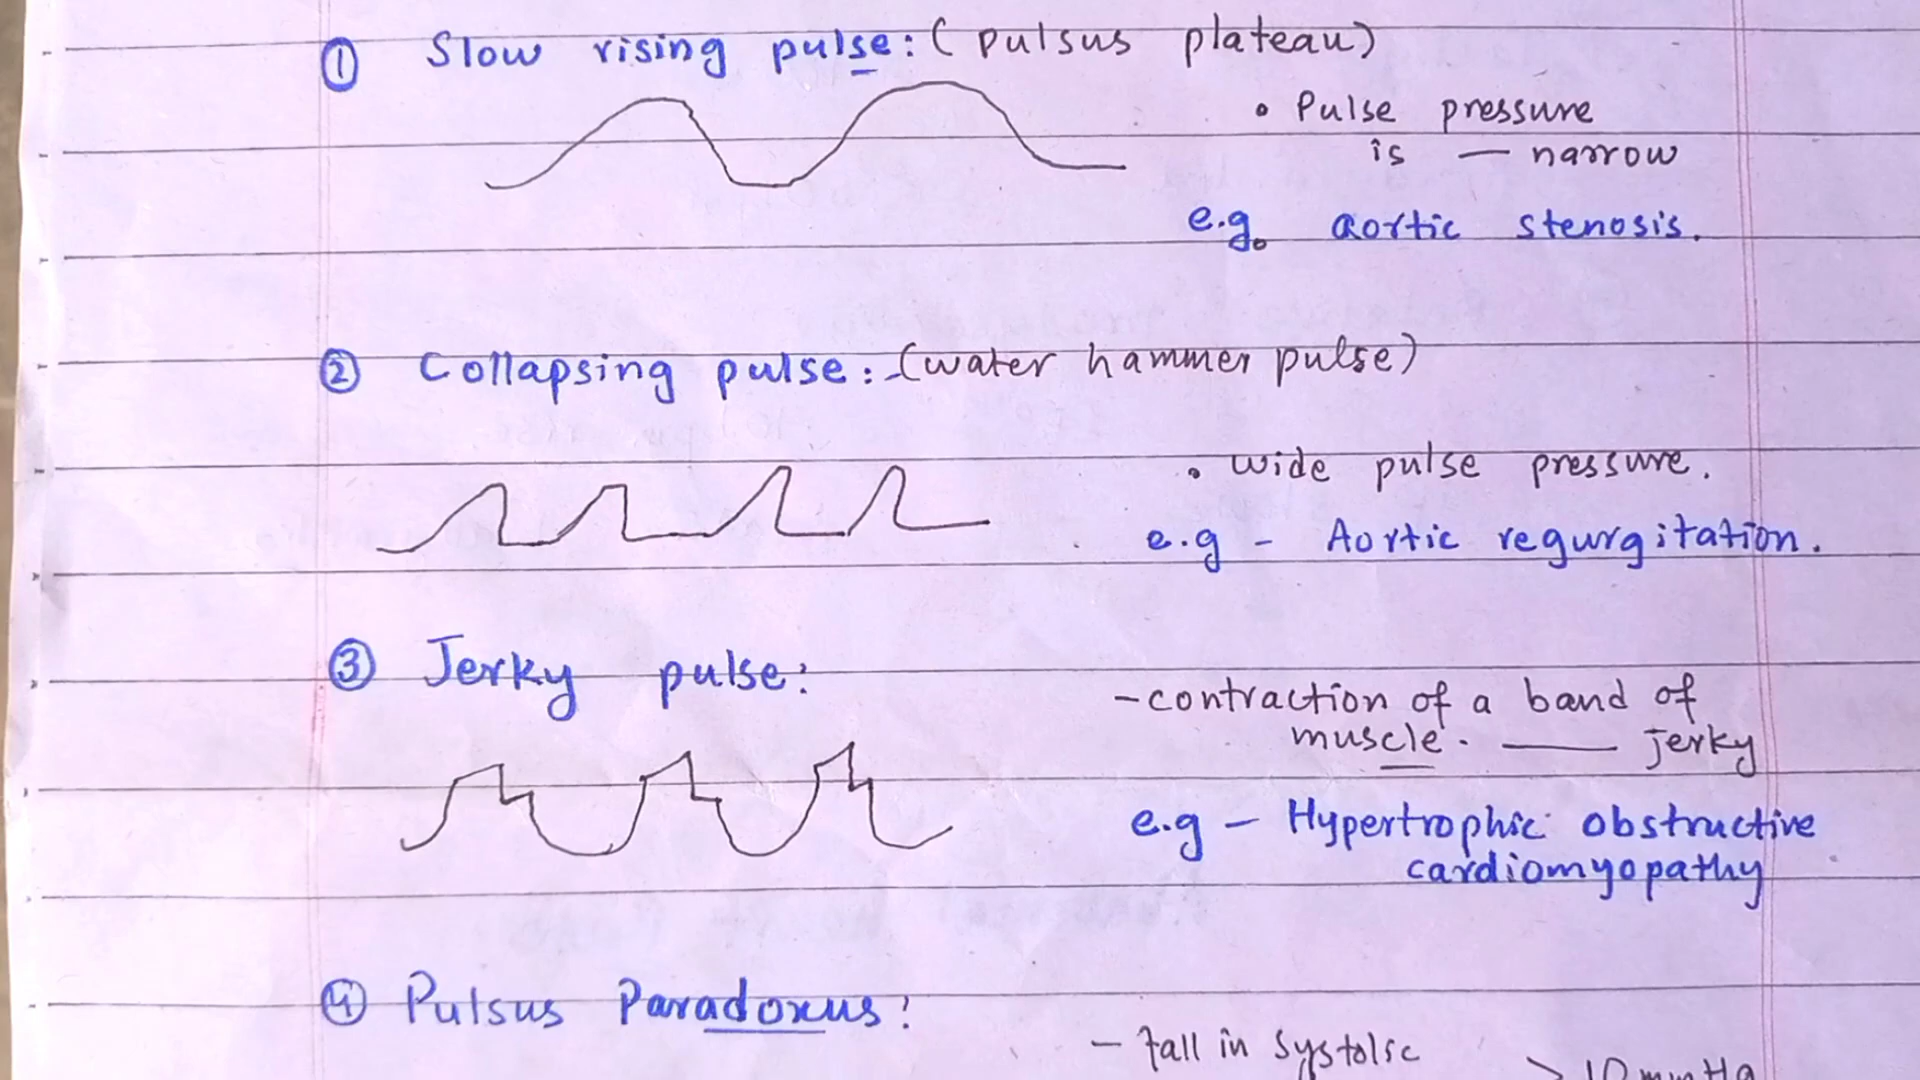 ① Slow rising pulse: (pulsus plateau)
• Pulse pressure
is — narrow
e.g. aortic stenosis.
② Collapsing pulse:- (water hammer pulse)
• wide pulse pressure.
e.g - Aortic regurgitation.
③ Jerky pulse:
- contraction of a band of
muscle. — jerky
e.g - Hypertrophic obstructive
cardiomyopathy
④ Pulsus Paradoxus:
- fall in systolic
> 10 mmHg